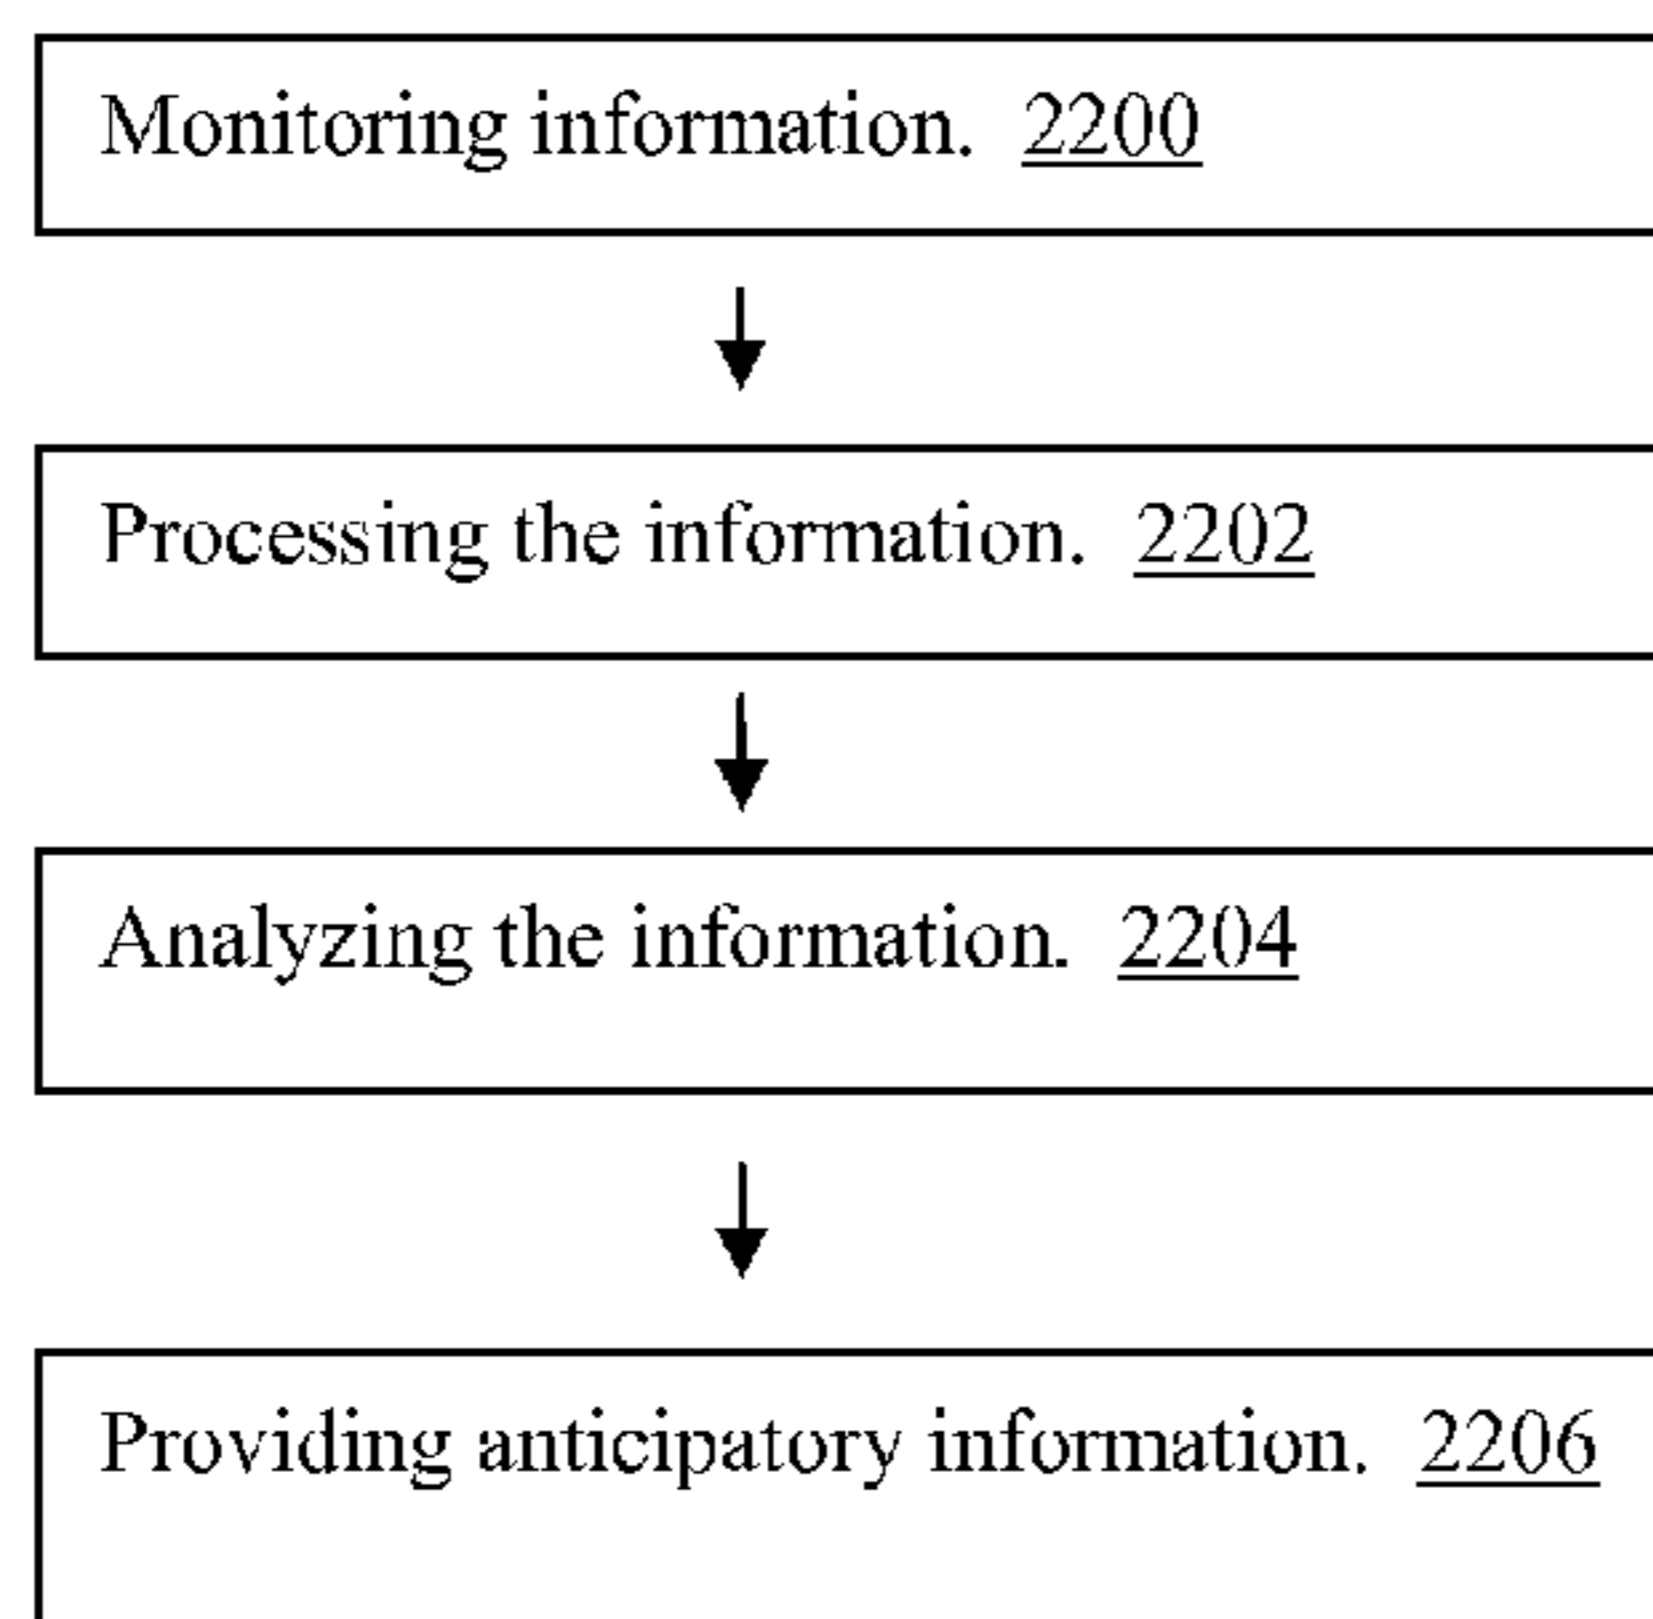 Monitoring information. 2200
Processing the information. 2202
Analyzing the information. 2204
Providing anticipatory information. 2206